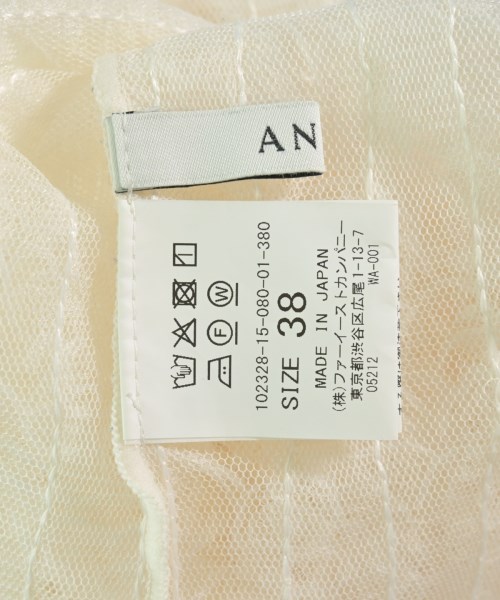 AN
F W
102328-15-080-01-380
SIZE 38
MADE IN JAPAN
(株)ファーイーストカンパニー
東京都渋谷区広尾1-13-7
05212 WA-001